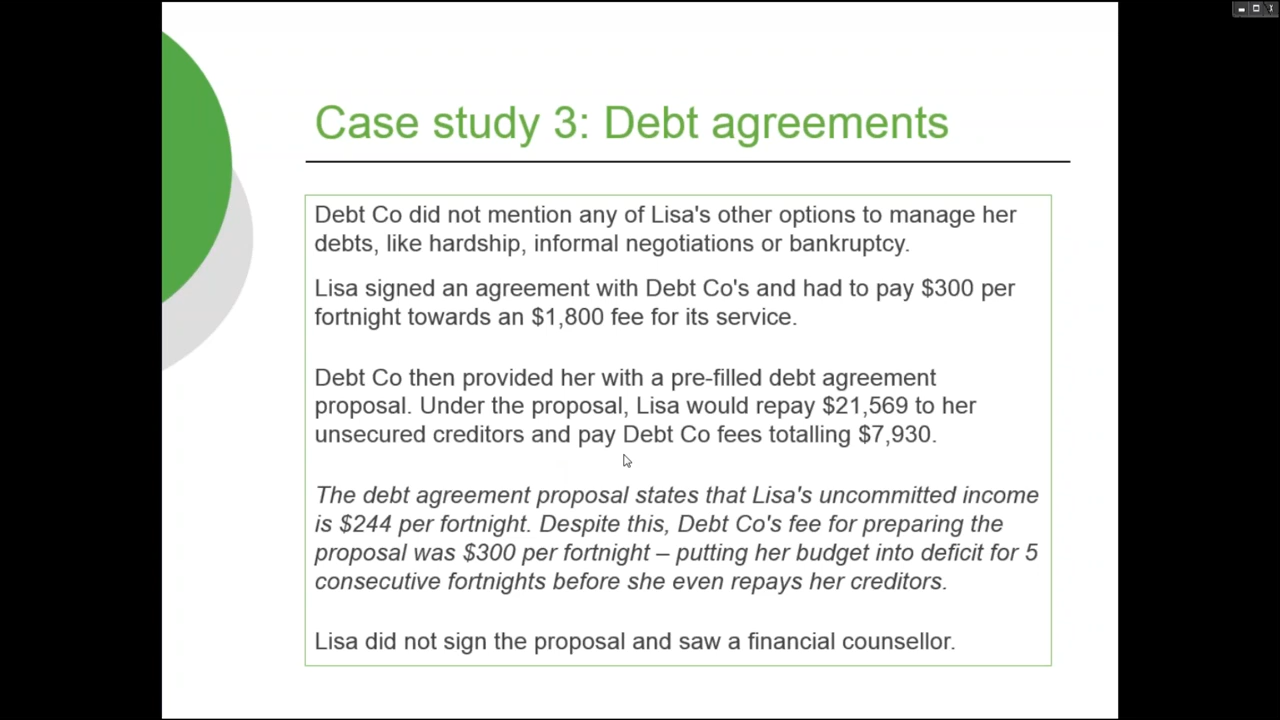 Case study 3: Debt agreements
Debt Co did not mention any of Lisa's other options to manage her
debts, like hardship, informal negotiations or bankruptcy.
Lisa signed an agreement with Debt Co's and had to pay $300 per
fortnight towards an $1,800 fee for its service.
Debt Co then provided her with a pre-filled debt agreement
proposal. Under the proposal, Lisa would repay $21,569 to her
unsecured creditors and pay Debt Co fees totalling $7,930.
The debt agreement proposal states that Lisa's uncommitted income
is $244 per fortnight. Despite this, Debt Co's fee for preparing the
proposal was $300 per fortnight – putting her budget into deficit for 5
consecutive fortnights before she even repays her creditors.
Lisa did not sign the proposal and saw a financial counsellor.